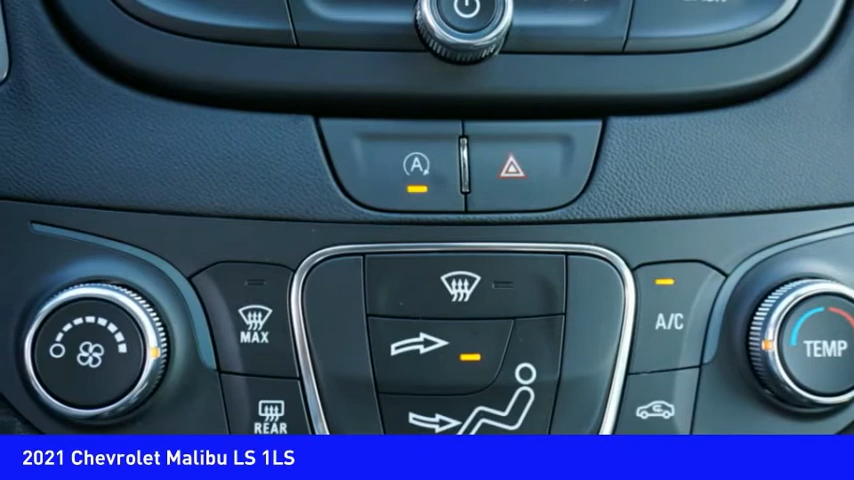 A
MAX
A/C
TEMP
REAR
2021 Chevrolet Malibu LS 1LS